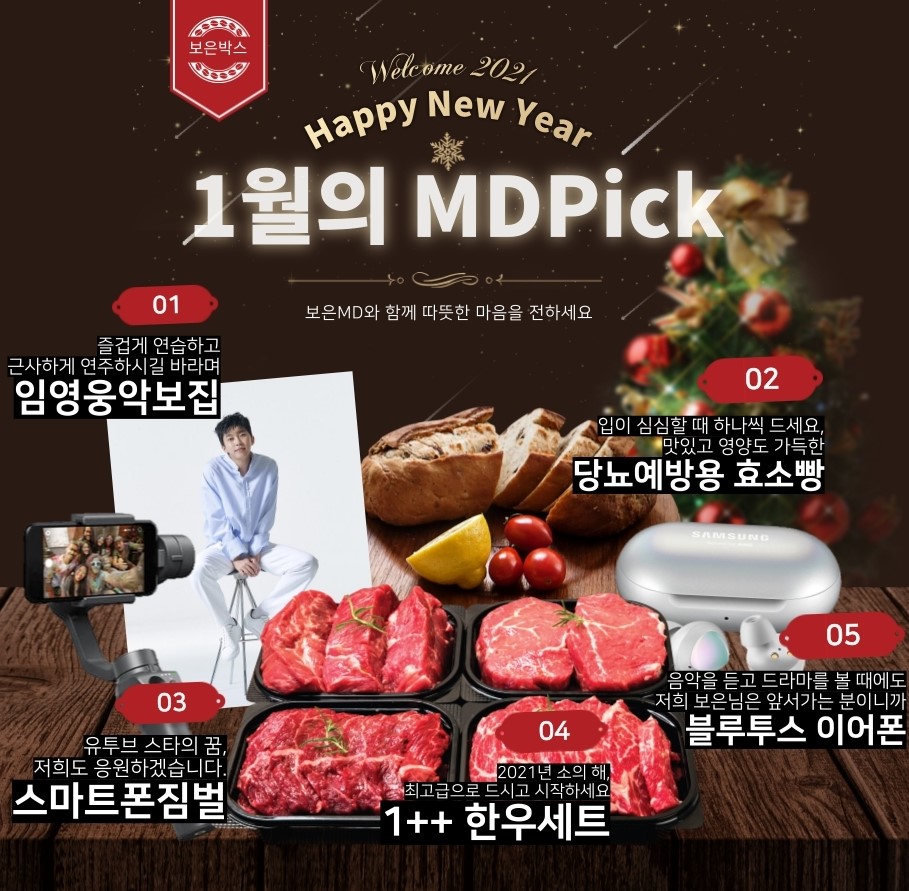 보은박스
Welcome 2021
Happy New Year
1월의 MDPick
보은MD와 함께 따뜻한 마음을 전하세요
01
즐겁게 연습하고
근사하게 연주하시길 바라며
임영웅악보집
02
입이 심심할 때 하나씩 드세요,
맛있고 영양도 가득한
당뇨예방용 효소빵
SAMSUNG
03
유투브 스타의 꿈,
저희도 응원하겠습니다.
스마트폰짐벌
04
2021년 소의 해,
최고급으로 드시고 시작하세요
1++ 한우세트
05
음악을 듣고 드라마를 볼 때에도
저희 보은님은 앞서가는 분이니까
블루투스 이어폰